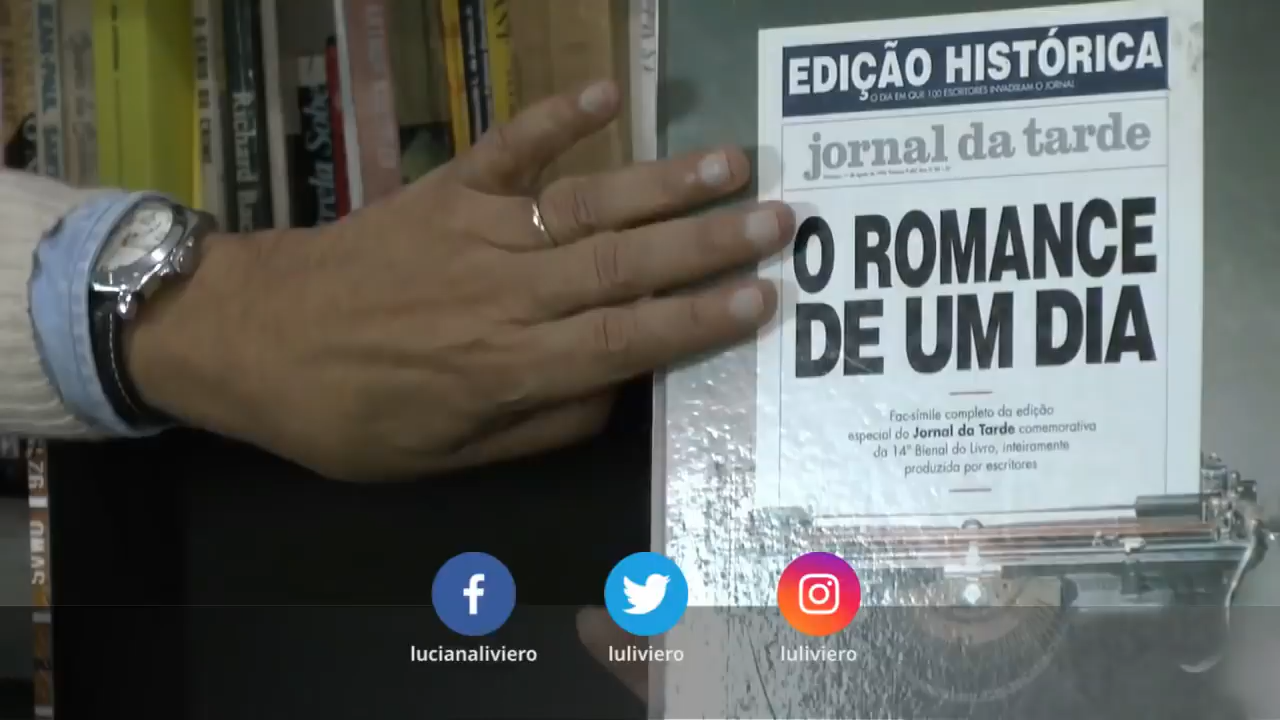 EDIÇÃO HISTÓRICA
O DIA EM QUE 100 ESCRITORES INVADIRAM O JORNAL
jornal da tarde
O ROMANCE
DE UM DIA
Fac-símile completo da edição
especial do Jornal da Tarde comemorativa
da 14ª Bienal do Livro, inteiramente
produzida por escritores
Richard
lucianaliviero
luliviero
luliviero